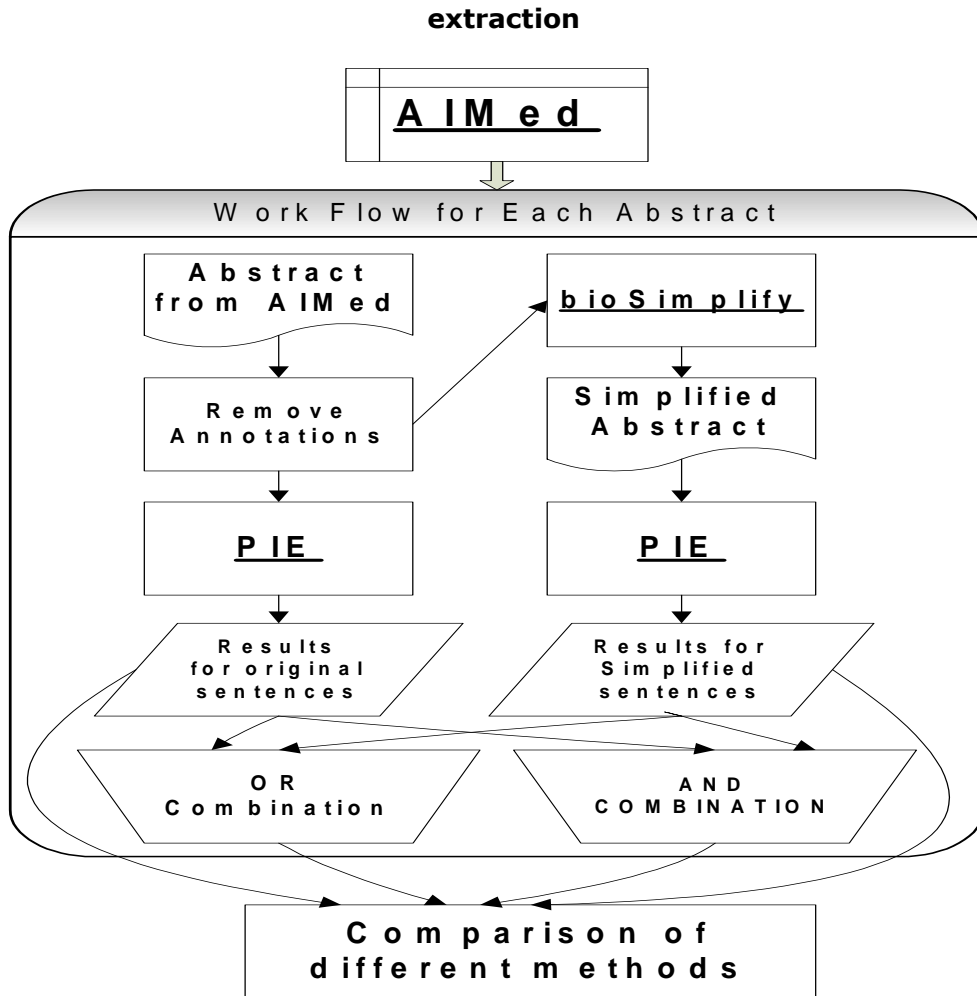 extraction
AIMed
Work Flow for Each Abstract
Abstract
from AIMed
bioSimplify
Remove
Annotations
Simplified
Abstract
PIE
PIE
Results
for original
sentences
Results for
Simplified
sentences
OR
Combination
AND
COMBINATION
Comparison of
different methods